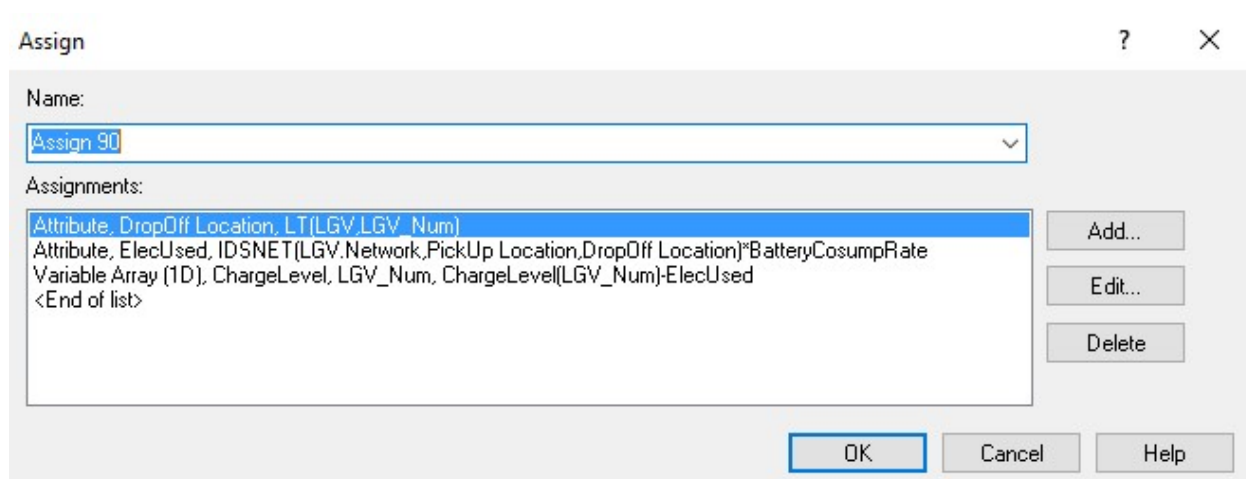 Assign
?
Name:
Assign 90
Assignments:
Attribute, DropOff Location, LT(LGV,LGV_Num)
Attribute, ElecUsed, IDSNET(LGV.Network,PickUp Location,DropOff Location)*BatteryCosumpRate
Variable Array (1D), ChargeLevel, LGV_Num, ChargeLevel(LGV_Num)-ElecUsed
<End of list>
Add...
Edit...
Delete
OK
Cancel
Help